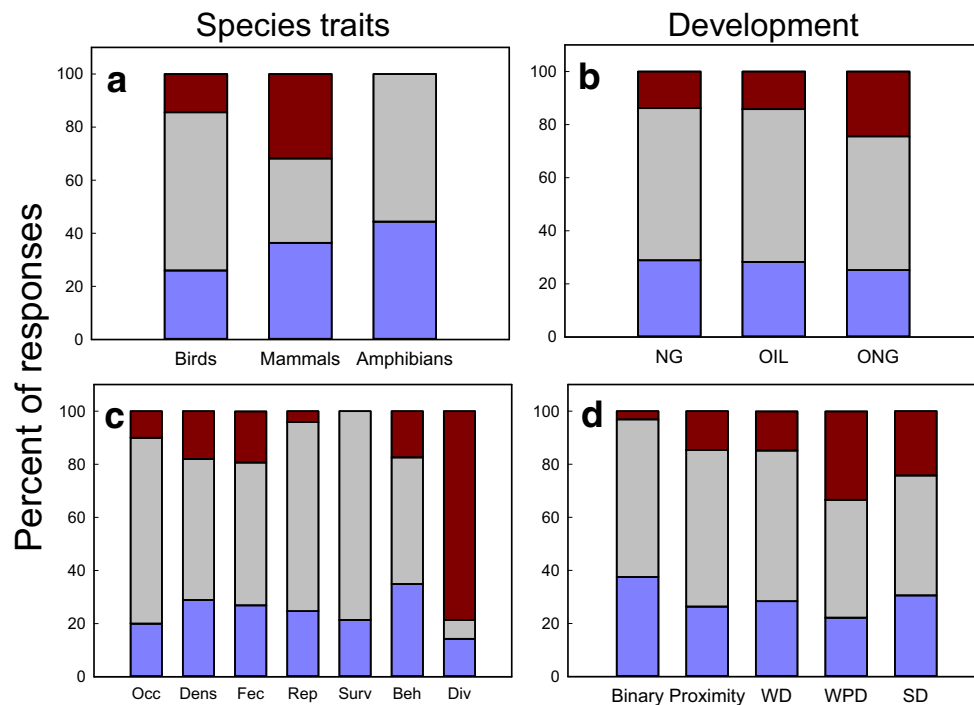 Species traits
Development
Percent of responses
a
100
80
60
40
20
0
Birds Mammals Amphibians
b
100
80
60
40
20
0
NG OIL ONG
c
100
80
60
40
20
0
Occ Dens Fec Rep Surv Beh Div
d
100
80
60
40
20
0
Binary Proximity WD WPD SD